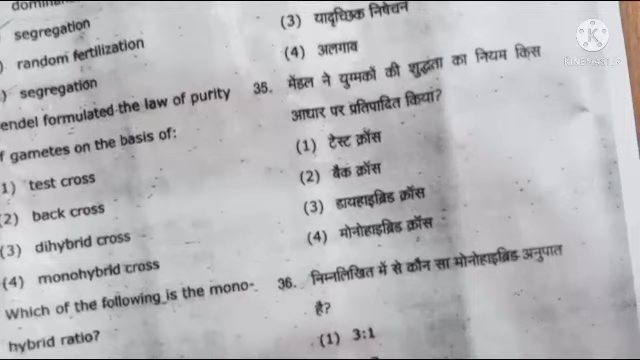 segregation
random fertilization
segregation
endel formulated the law of purity
f gametes on the basis of:
1) test cross
(2) back cross
(3) dihybrid cross
(4) monohybrid cross
Which of the following is the mono-
hybrid ratio?
(3) यादृच्छिक निषेचन
(4) अलगाव
35. मेंडल ने युग्मकों की शुद्धता का नियम किस
आधार पर प्रतिपादित किया?
(1) टेस्ट क्रॉस
(2) बैक क्रॉस
(3) डायहाइब्रिड क्रॉस
(4) मोनोहाइब्रिड क्रॉस
36. निम्नलिखित में से कौन सा मोनोहाइब्रिड अनुपात
है?
(1) 3:1
KINEMASTER